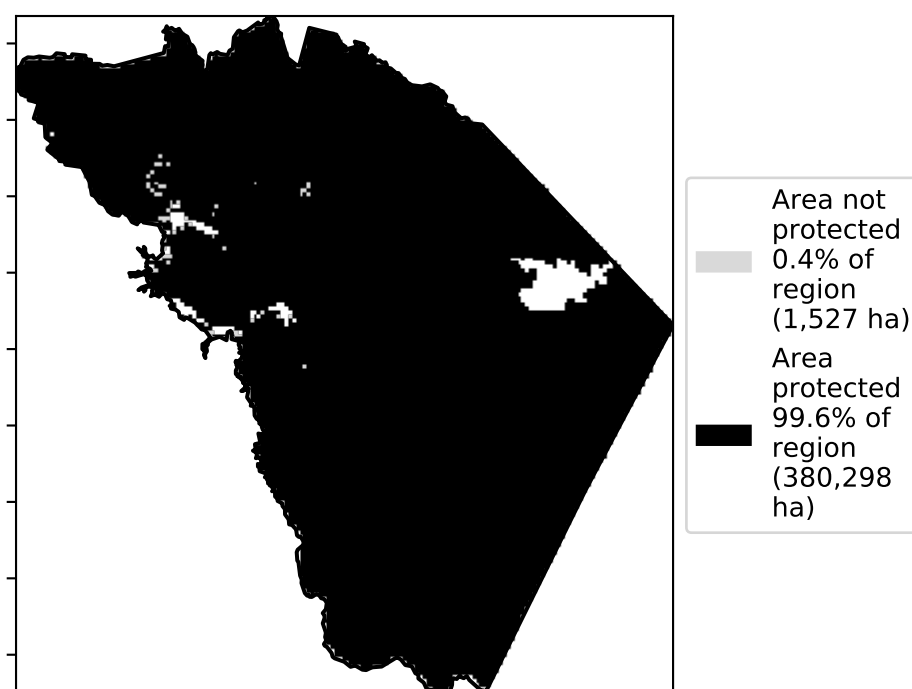 Area not
protected
0.4% of
region
(1,527 ha)
Area
protected
99.6% of
region
(380,298
ha)